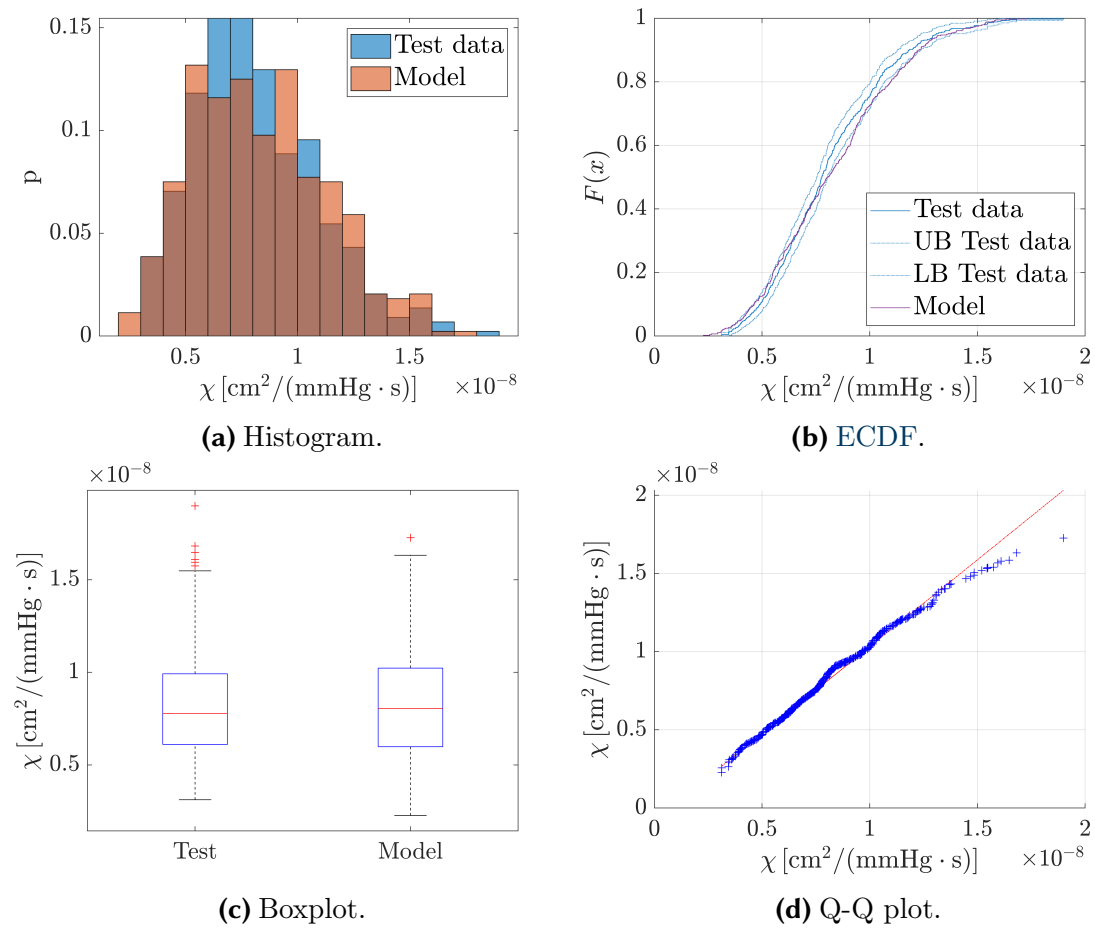 0.15
0.1
0.05
0
p
Test data
Model
0.5
1
1.5
χ [cm²/(mmHg · s)]
×10⁻⁸
(a) Histogram.
1
0.8
0.6
0.4
0.2
0
F(x)
Test data
UB Test data
LB Test data
Model
0
0.5
1
1.5
2
χ [cm²/(mmHg · s)]
×10⁻⁸
(b) ECDF.
×10⁻⁸
1.5
1
0.5
χ [cm²/(mmHg · s)]
Test
Model
(c) Boxplot.
×10⁻⁸
2
1.5
1
0.5
0
χ [cm²/(mmHg · s)]
0
0.5
1
1.5
2
χ [cm²/(mmHg · s)]
×10⁻⁸
(d) Q-Q plot.